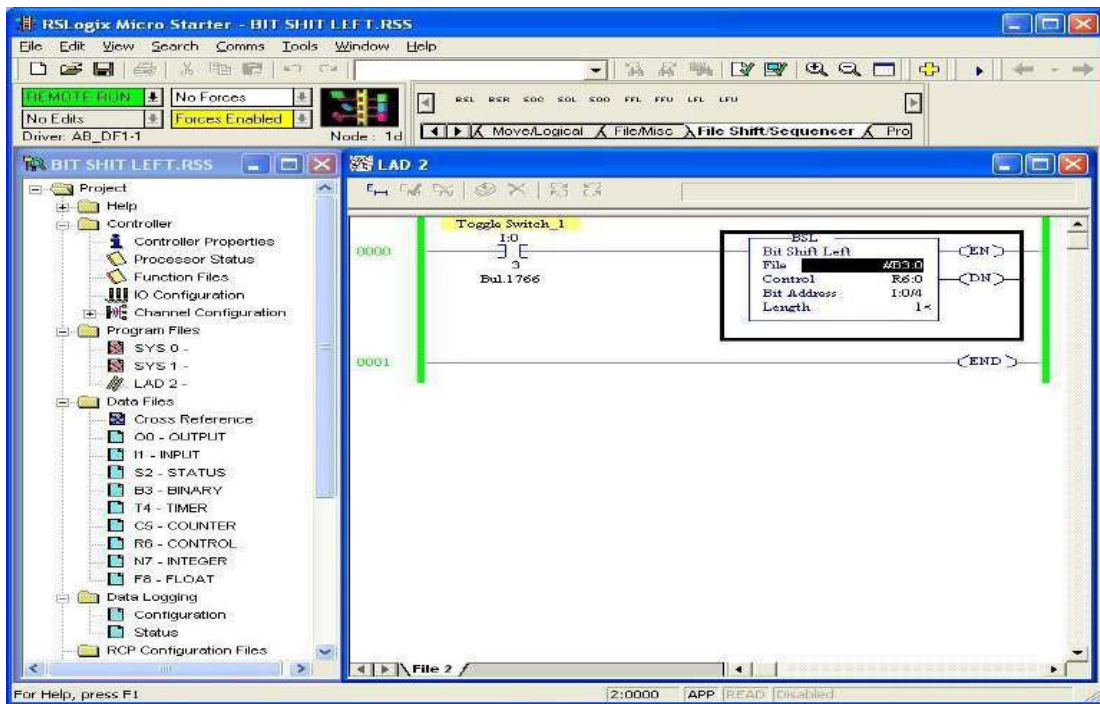 RSLogix Micro Starter - BIT SHIT LEFT.RSS
File Edit View Search Comms Tools Window Help
REMOTE RUN
No Forces
No Edits
Forces Enabled
Driver: AB_DF1-1
Node : 1d
BSL BSR SQC SQL SQO FFL FFU LFL LFU
Move/Logical
File/Misc
File Shift/Sequencer
Pro
BIT SHIT LEFT.RSS
Project
Help
Controller
Controller Properties
Processor Status
Function Files
IO Configuration
Channel Configuration
Program Files
SYS 0 -
SYS 1 -
LAD 2 -
Data Files
Cross Reference
O0 - OUTPUT
I1 - INPUT
S2 - STATUS
B3 - BINARY
T4 - TIMER
C5 - COUNTER
R6 - CONTROL
N7 - INTEGER
F8 - FLOAT
Data Logging
Configuration
Status
RCP Configuration Files
LAD 2
0000
Toggle Switch_1
I:0
3
Bul.1766
BSL
Bit Shift Left
File #B3:0
Control R6:0
Bit Address I:0/4
Length 1<
EN
DN
0001
END
File 2
For Help, press F1
2:0000
APP
READ
Disabled